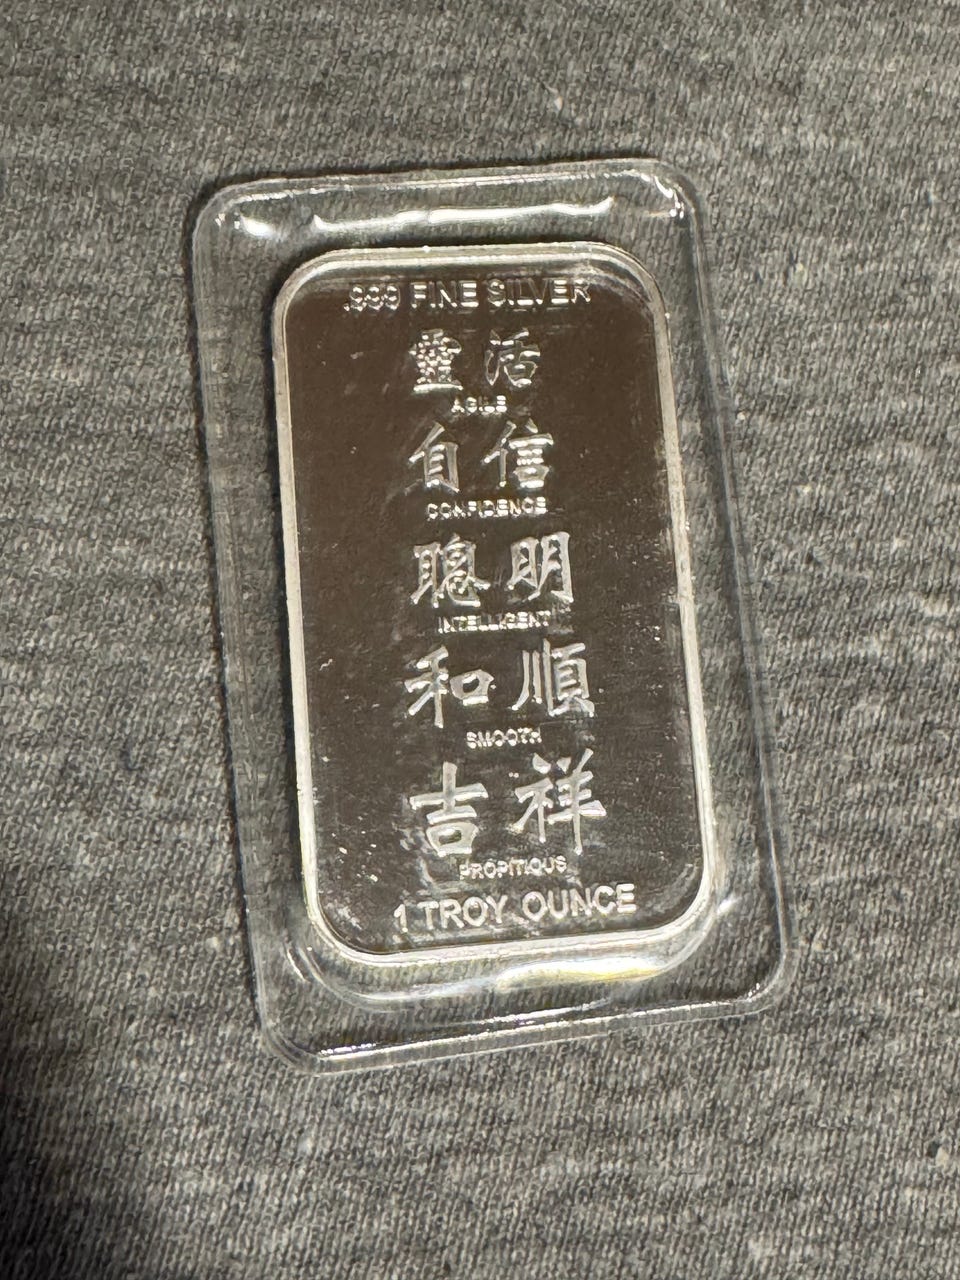 .999 FINE SILVER
靈活
AGILE
自信
CONFIDENCE
聰明
INTELLIGENT
和順
SMOOTH
吉祥
PROPITIOUS
1 TROY OUNCE